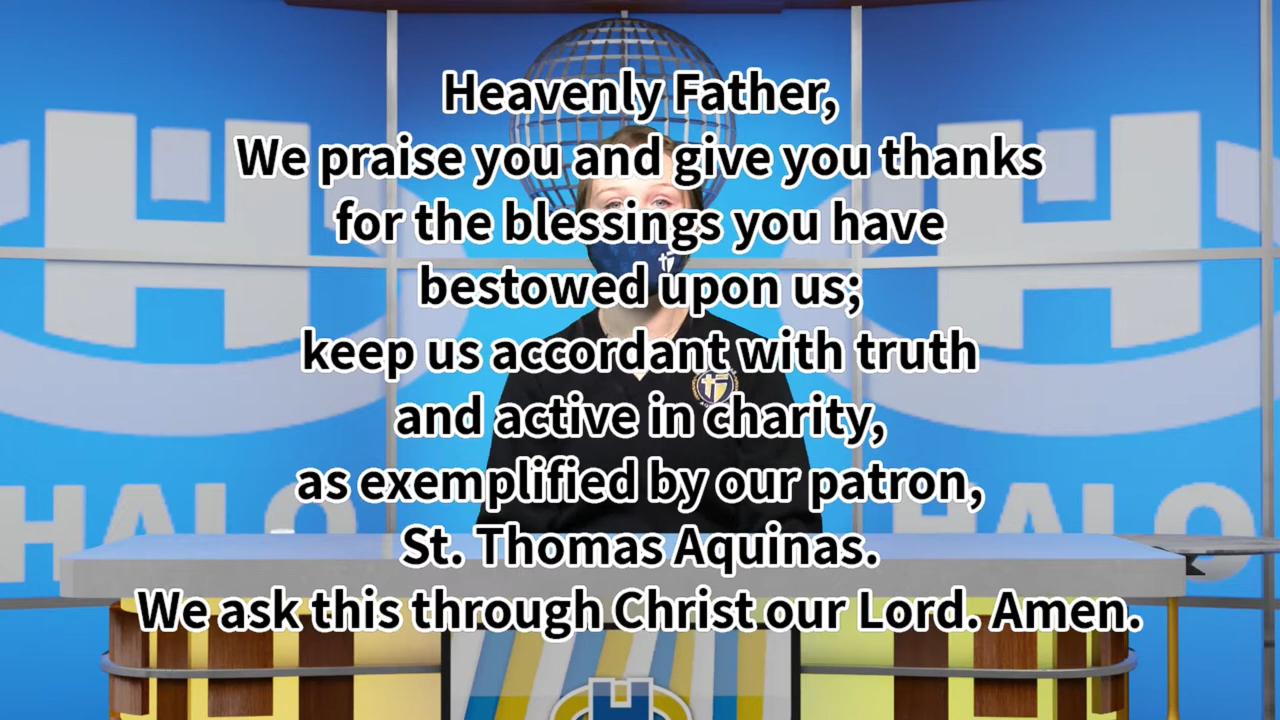 Heavenly Father,
We praise you and give you thanks
for the blessings you have
bestowed upon us;
keep us accordant with truth
and active in charity,
as exemplified by our patron,
St. Thomas Aquinas.
We ask this through Christ our Lord. Amen.
H
H
HALO
HALO